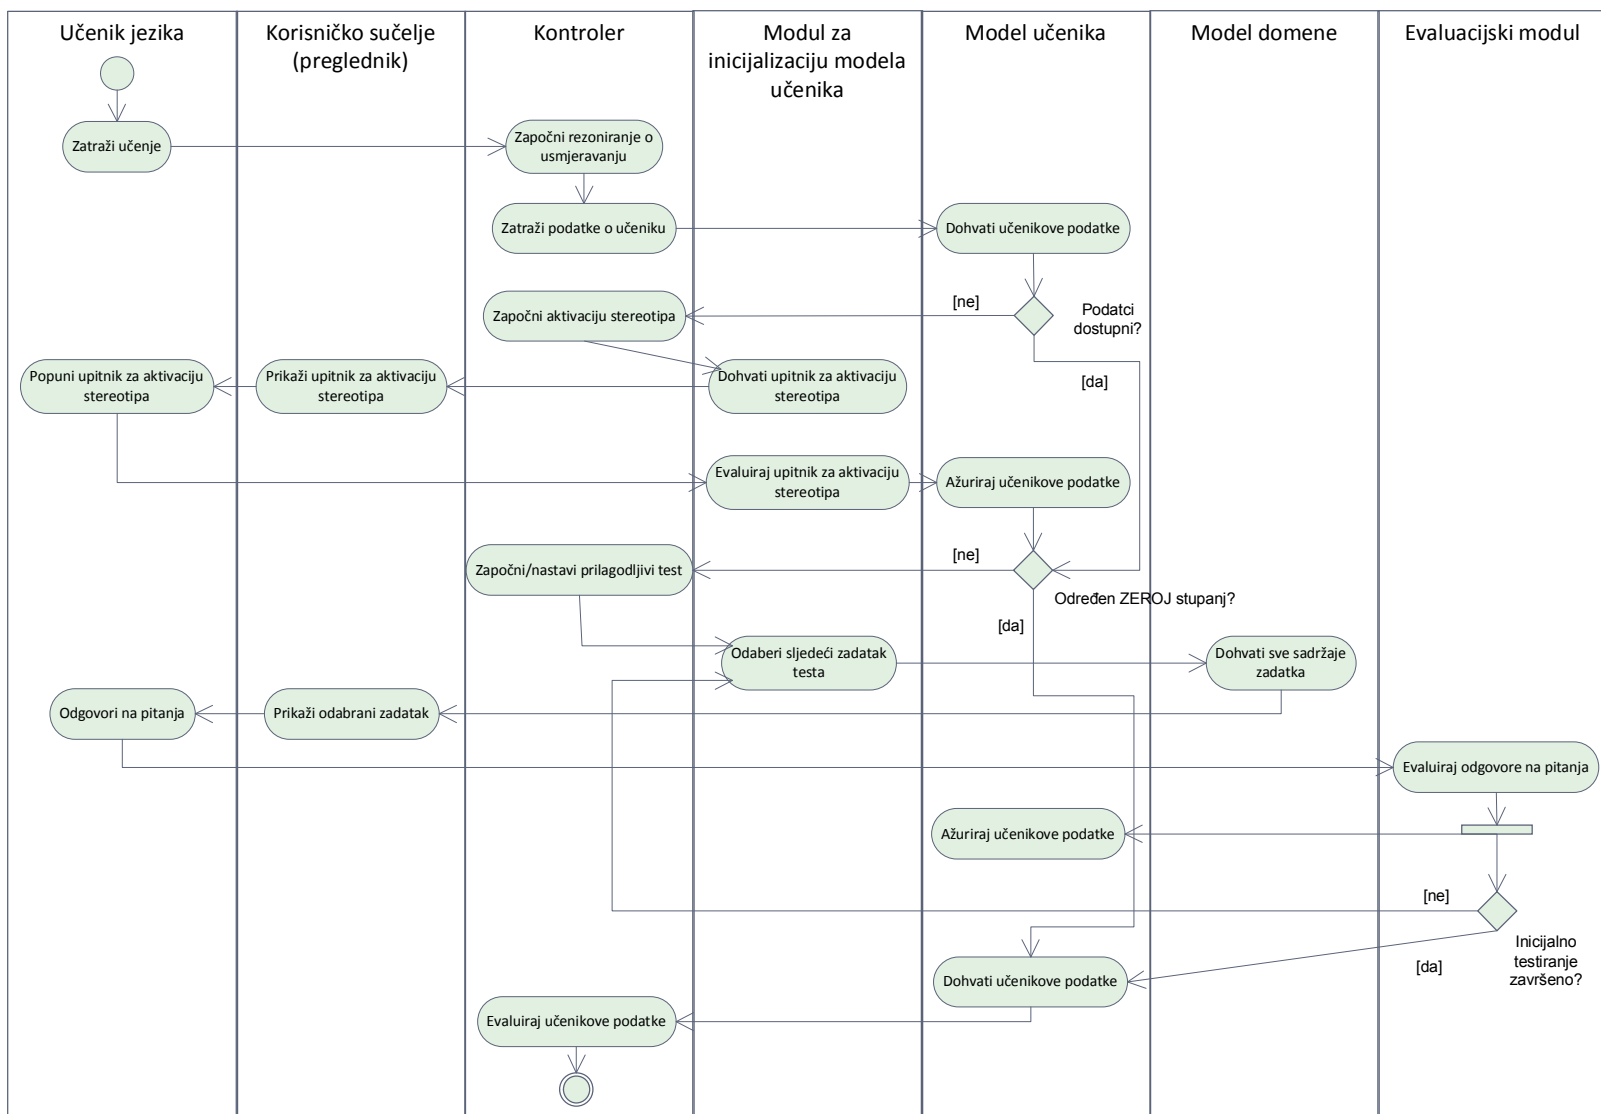 Učenik jezika
Korisničko sučelje
(preglednik)
Kontroler
Modul za
inicijalizaciju modela
učenika
Model učenika
Model domene
Evaluacijski modul
Zatraži učenje
Započni rezoniranje o
usmjeravanju
Zatraži podatke o učeniku
Dohvati učenikove podatke
[ne]
Podatci
dostupni?
Započni aktivaciju stereotipa
[da]
Popuni upitnik za aktivaciju
stereotipa
Prikaži upitnik za aktivaciju
stereotipa
Dohvati upitnik za aktivaciju
stereotipa
Evaluiraj upitnik za aktivaciju
stereotipa
Ažuriraj učenikove podatke
[ne]
Započni/nastavi prilagodljivi test
Određen ZEROJ stupanj?
[da]
Odaberi sljedeći zadatak
testa
Dohvati sve sadržaje
zadatka
Odgovori na pitanja
Prikaži odabrani zadatak
Evaluiraj odgovore na pitanja
Ažuriraj učenikove podatke
[ne]
Inicijalno
testiranje
završeno?
[da]
Dohvati učenikove podatke
Evaluiraj učenikove podatke